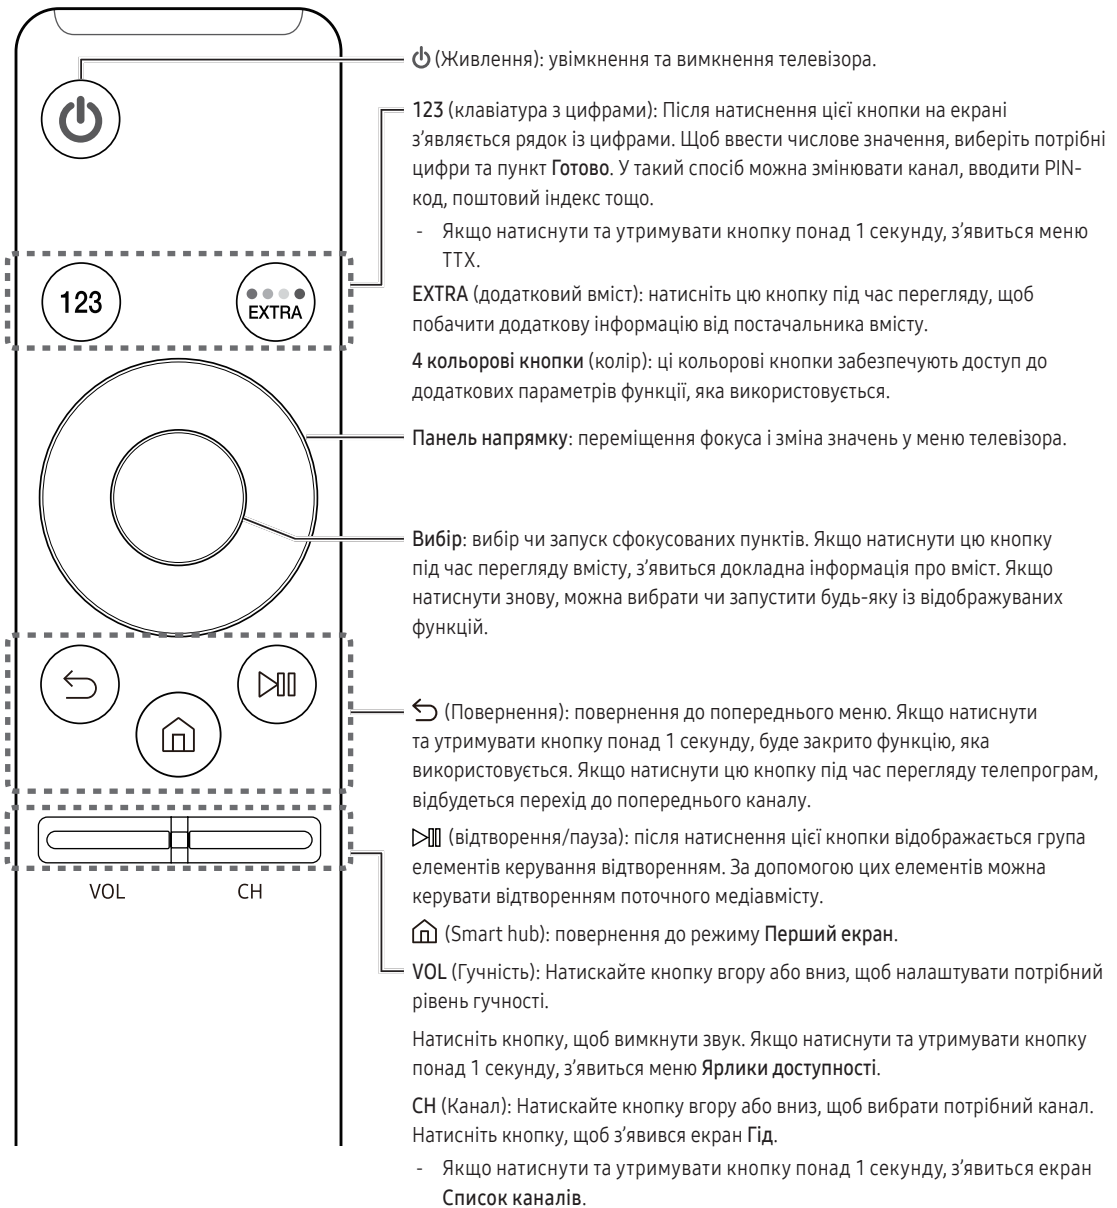 (Живлення): увімкнення та вимкнення телевізора.
123 (клавіатура з цифрами): Після натиснення цієї кнопки на екрані
з’являється рядок із цифрами. Щоб ввести числове значення, виберіть потрібні
цифри та пункт Готово. У такий спосіб можна змінювати канал, вводити PIN-
код, поштовий індекс тощо.
- Якщо натиснути та утримувати кнопку понад 1 секунду, з’явиться меню
TTX.
123
EXTRA
EXTRA (додатковий вміст): натисніть цю кнопку під час перегляду, щоб
побачити додаткову інформацію від постачальника вмісту.
4 кольорові кнопки (колір): ці кольорові кнопки забезпечують доступ до
додаткових параметрів функції, яка використовується.
Панель напрямку: переміщення фокуса і зміна значень у меню телевізора.
Вибір: вибір чи запуск сфокусованих пунктів. Якщо натиснути цю кнопку
під час перегляду вмісту, з’явиться докладна інформація про вміст. Якщо
натиснути знову, можна вибрати чи запустити будь-яку із відображуваних
функцій.
(Повернення): повернення до попереднього меню. Якщо натиснути
та утримувати кнопку понад 1 секунду, буде закрито функцію, яка
використовується. Якщо натиснути цю кнопку під час перегляду телепрограм,
відбудеться перехід до попереднього каналу.
(відтворення/пауза): після натиснення цієї кнопки відображається група
елементів керування відтворенням. За допомогою цих елементів можна
керувати відтворенням поточного медіавмісту.
VOL
CH
(Smart hub): повернення до режиму Перший екран.
VOL (Гучність): Натискайте кнопку вгору або вниз, щоб налаштувати потрібний
рівень гучності.
Натисніть кнопку, щоб вимкнути звук. Якщо натиснути та утримувати кнопку
понад 1 секунду, з’явиться меню Ярлики доступності.
CH (Канал): Натискайте кнопку вгору або вниз, щоб вибрати потрібний канал.
Натисніть кнопку, щоб з’явився екран Гід.
- Якщо натиснути та утримувати кнопку понад 1 секунду, з’явиться екран
Список каналів.